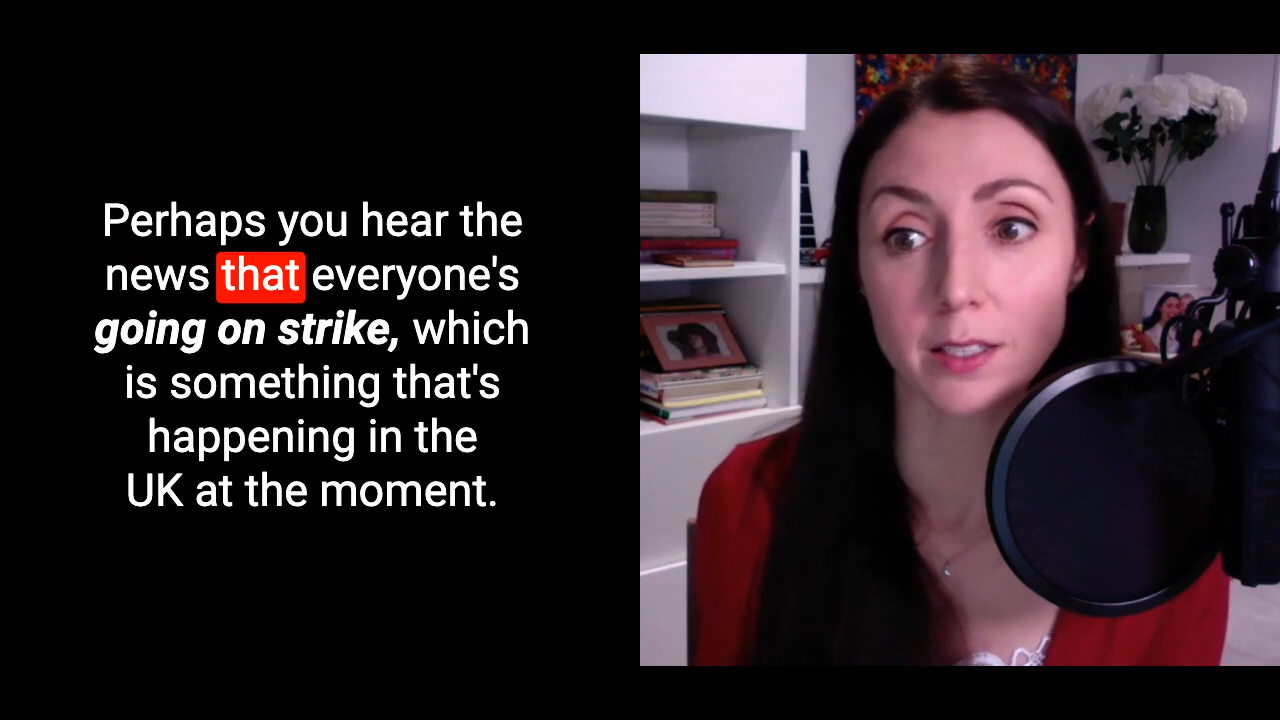 Perhaps you hear the
news that everyone's
going on strike, which
is something that's
happening in the
UK at the moment.